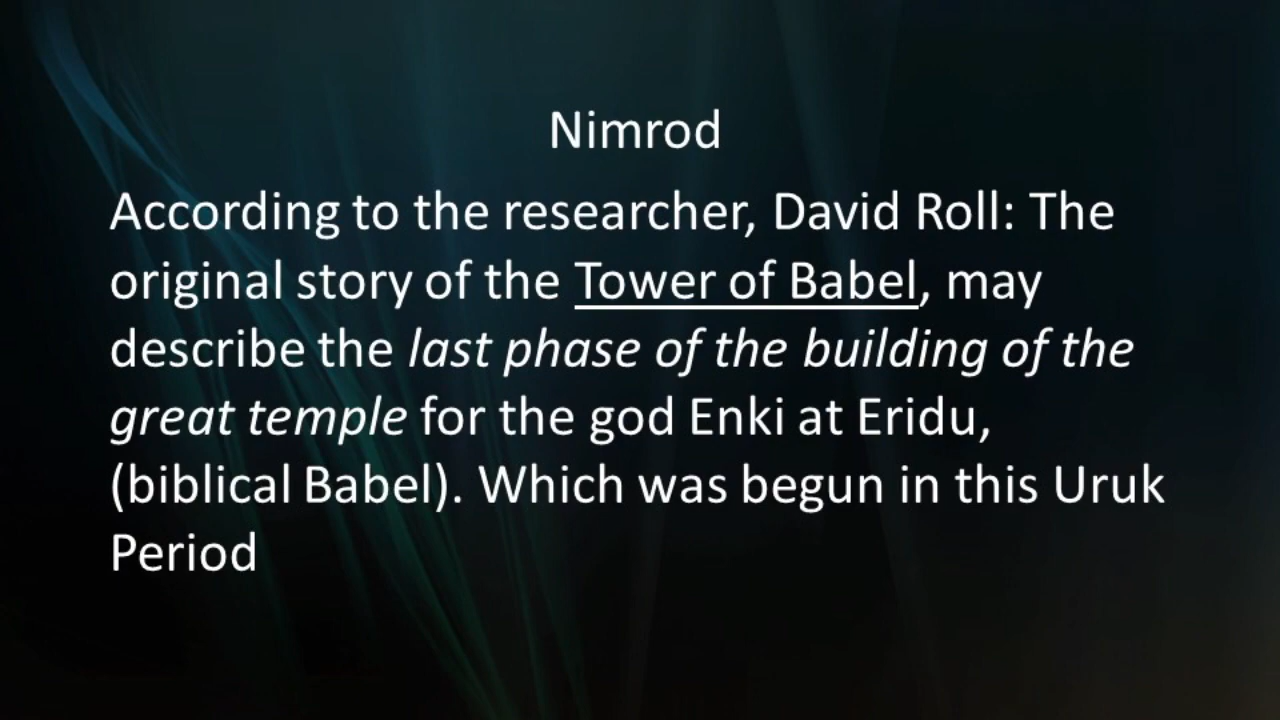 Nimrod
According to the researcher, David Roll: The
original story of the Tower of Babel, may
describe the last phase of the building of the
great temple for the god Enki at Eridu,
(biblical Babel). Which was begun in this Uruk
Period